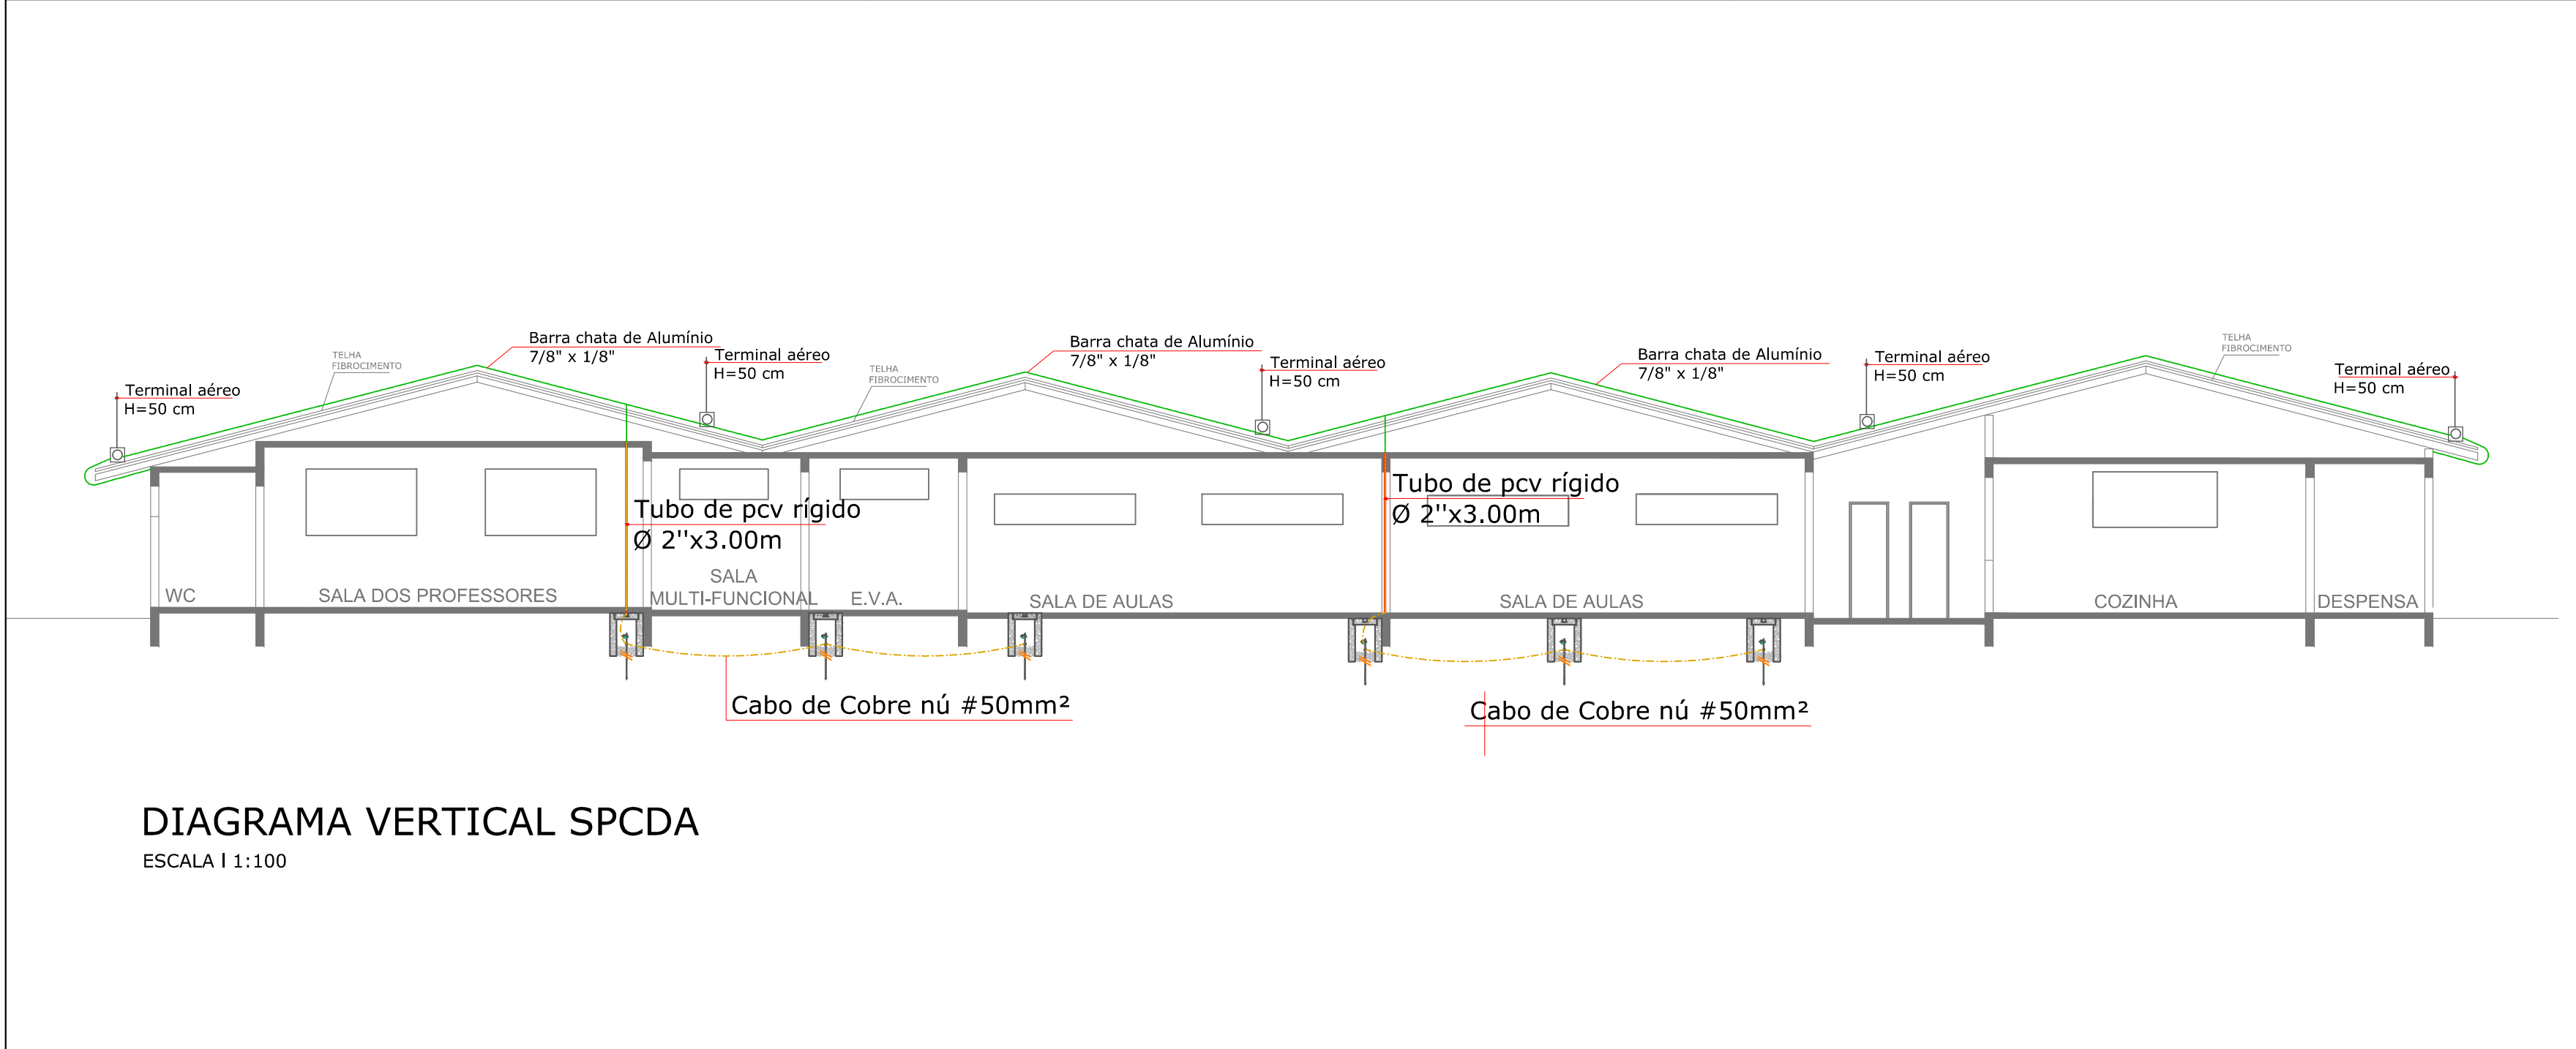 TELHA
FIBROCIMENTO
Barra chata de Alumínio
7/8" x 1/8"
Terminal aéreo
H=50 cm
Terminal aéreo
H=50 cm
TELHA
FIBROCIMENTO
Barra chata de Alumínio
7/8" x 1/8"
Terminal aéreo
H=50 cm
Barra chata de Alumínio
7/8" x 1/8"
Terminal aéreo
H=50 cm
TELHA
FIBROCIMENTO
Terminal aéreo
H=50 cm
Tubo de pcv rígido
Ø 2''x3.00m
Tubo de pcv rígido
Ø 2''x3.00m
WC
SALA DOS PROFESSORES
SALA
MULTI-FUNCIONAL
E.V.A.
SALA DE AULAS
SALA DE AULAS
COZINHA
DESPENSA
Cabo de Cobre nú #50mm²
Cabo de Cobre nú #50mm²
DIAGRAMA VERTICAL SPCDA
ESCALA l 1:100